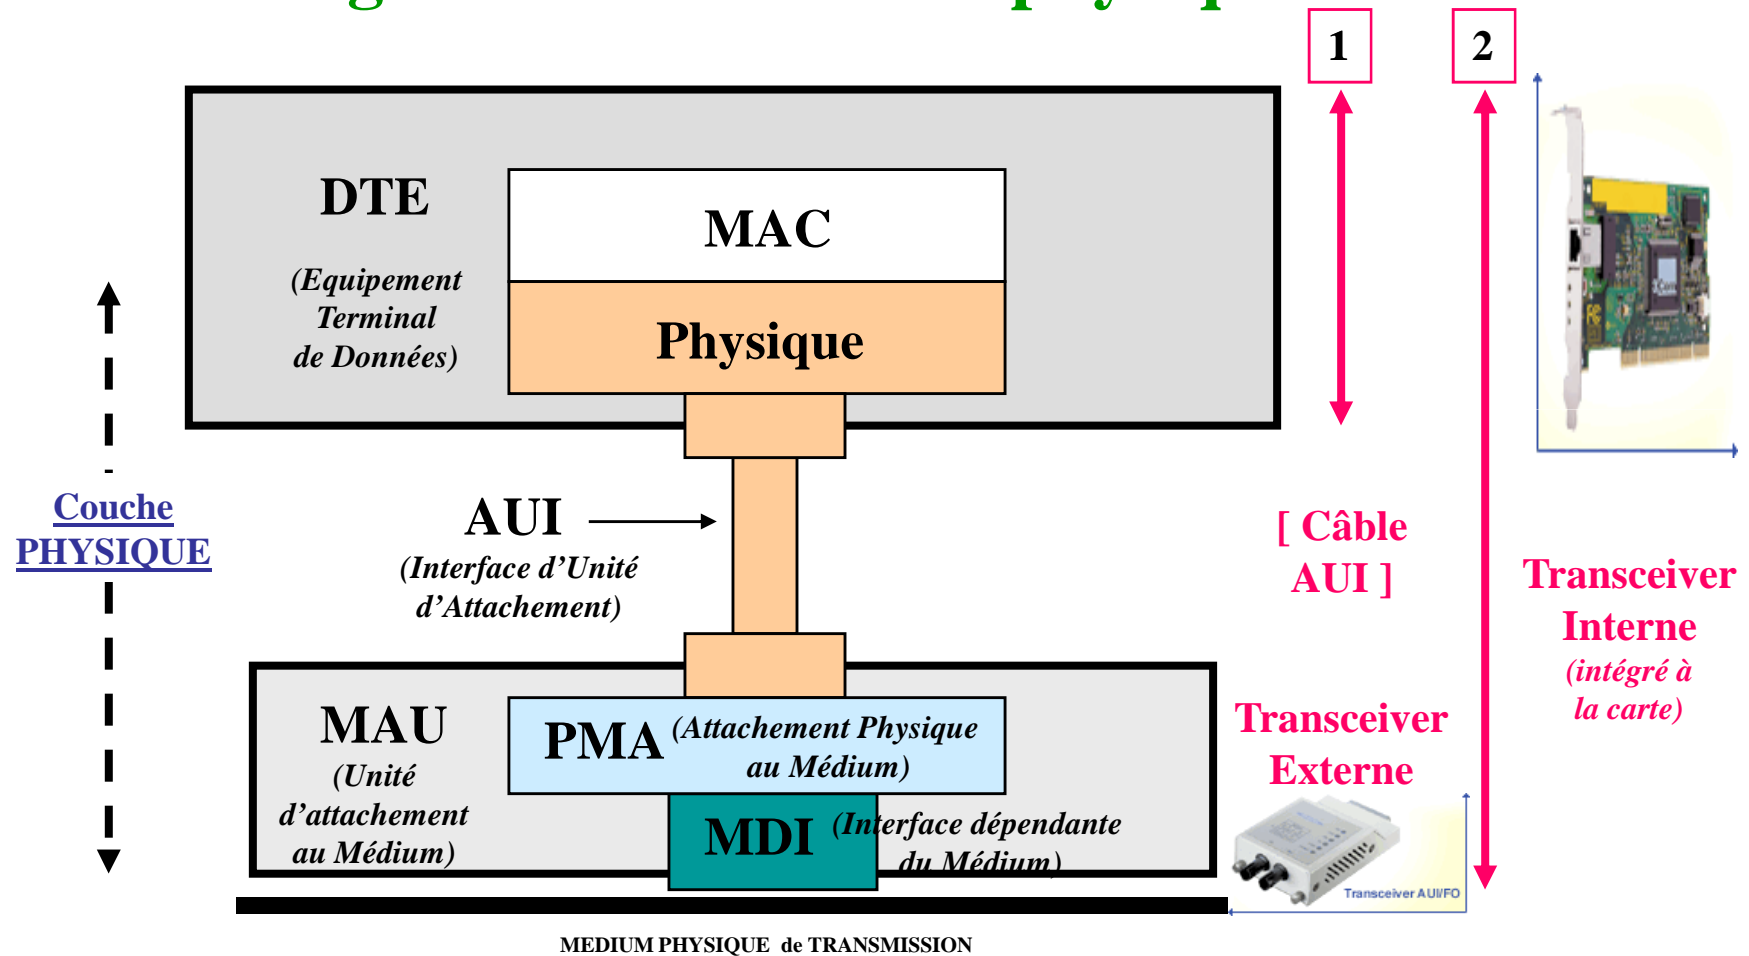 1
2
DTE
(Equipement
Terminal
de Données)
MAC
Physique
Couche
PHYSIQUE
AUI
(Interface d’Unité
d’Attachement)
[ Câble
AUI ]
Transceiver
Interne
(intégré à
la carte)
MAU
(Unité
d’attachement
au Médium)
PMA (Attachement Physique
au Médium)
MDI (Interface dépendante
du Médium)
Transceiver
Externe
Transceiver AUI/FO
MEDIUM PHYSIQUE de TRANSMISSION